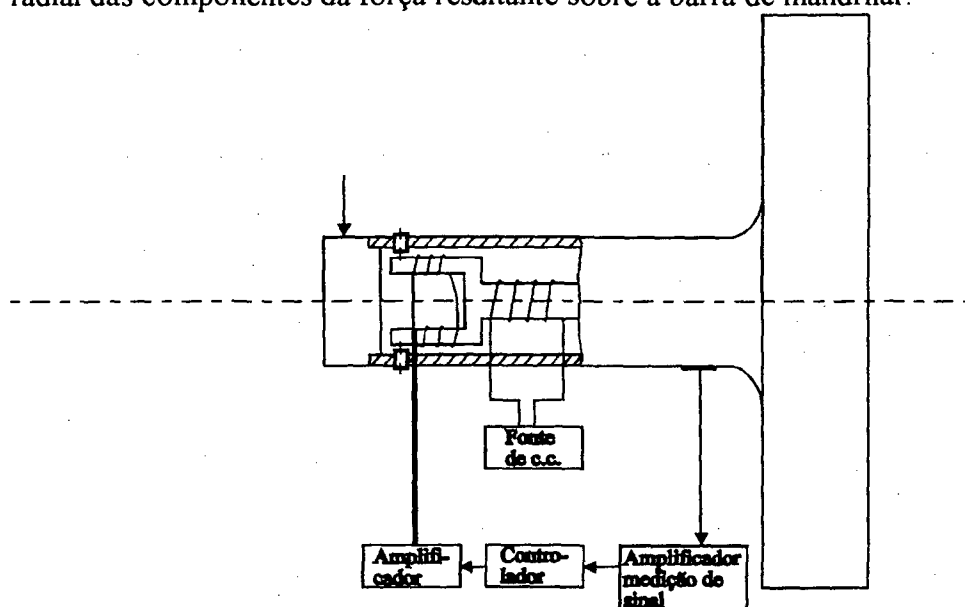 radial das componentes da força resultante sobre a barra de mandrilar.
Fonte
de c.c.
Amplifi-
cador
Contro-
lador
Amplificador
medição de
sinal